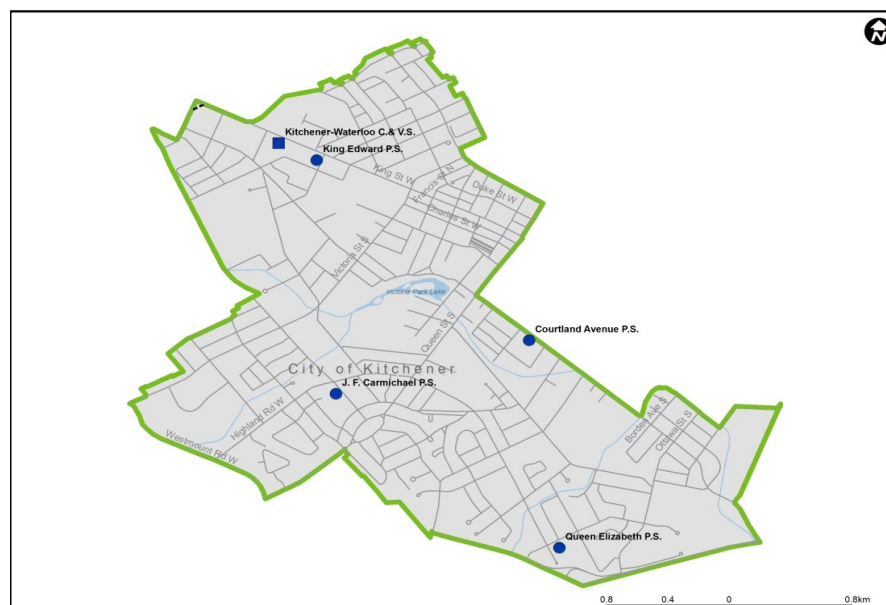 N
Kitchener-Waterloo C.& V.S.
King Edward P.S.
King St W
Francis St N
Duke St W
Charles St W
Victoria St S
Victoria Park Lake
Queen St S
Courtland Avenue P.S.
City of Kitchener
J. F. Carmichael P.S.
Highland Rd W
Westmount Rd W
Borden Ave S
Ottawa St S
Queen Elizabeth P.S.
0.8 0.4 0 0.8km